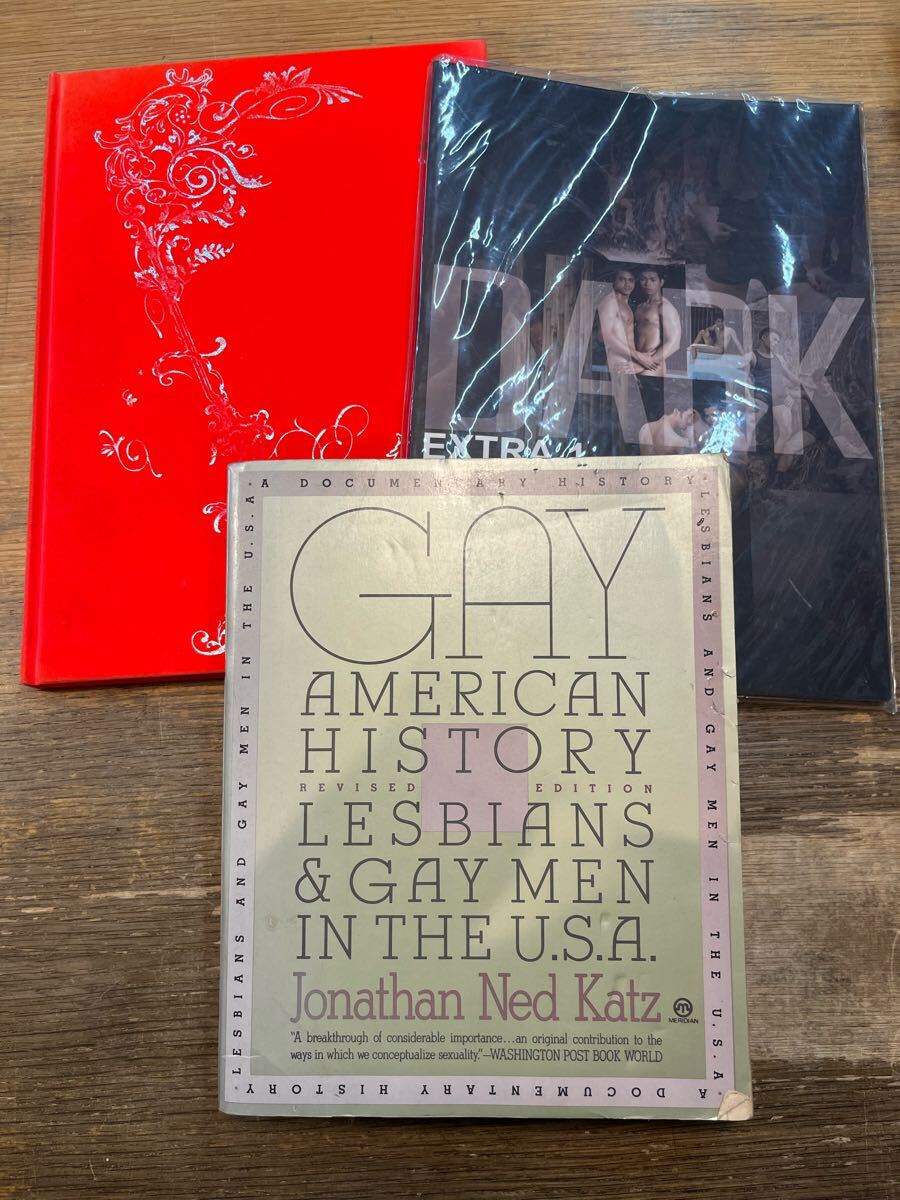 DARK
EXTRA
·A DOCUMENTARY HISTORY·
LESBIANS AND GAY MEN IN THE U.S.A
·A DOCUMENTARY HISTORY·
LESBIANS AND GAY MEN IN THE U.S.A
GAY
AMERICAN
HISTORY
REVISED EDITION
LESBIANS
& GAY MEN
IN THE U.S.A.
Jonathan Ned Katz
MERIDIAN
"A breakthrough of considerable importance...an original contribution to the
ways in which we conceptualize sexuality."—WASHINGTON POST BOOK WORLD